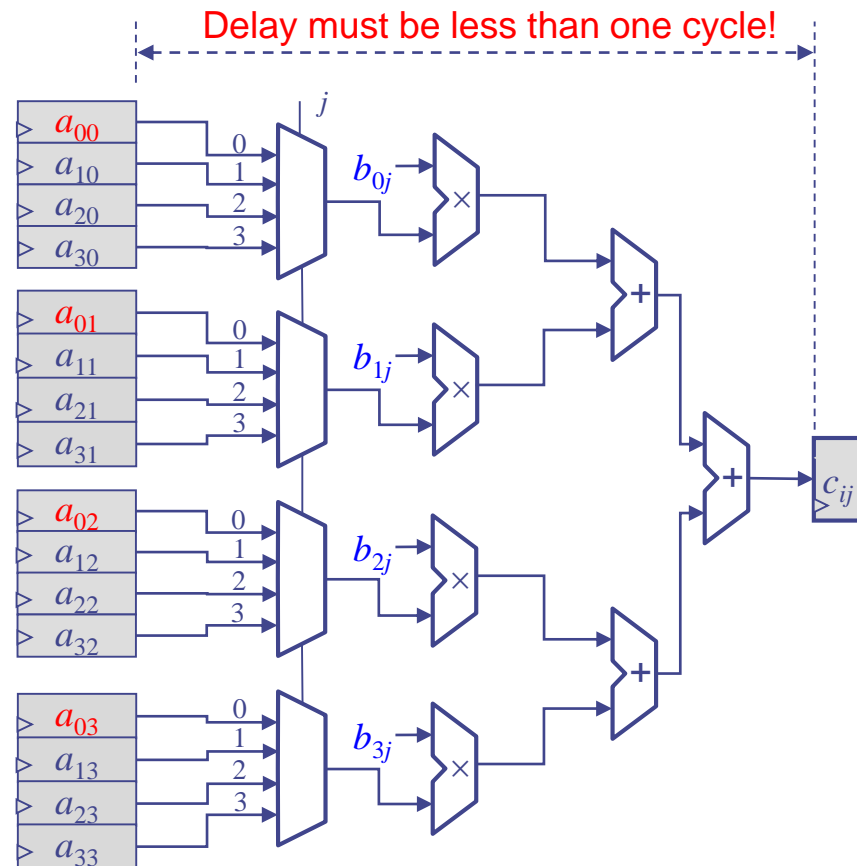 Delay must be less than one cycle!
j
a₀₀ 0
a₁₀ 1
a₂₀ 2
a₃₀ 3
b₀ⱼ ×
+
a₀₁ 0
a₁₁ 1
a₂₁ 2
a₃₁ 3
b₁ⱼ ×
+ cᵢⱼ
a₀₂ 0
a₁₂ 1
a₂₂ 2
a₃₂ 3
b₂ⱼ ×
+
a₀₃ 0
a₁₃ 1
a₂₃ 2
a₃₃ 3
b₃ⱼ ×